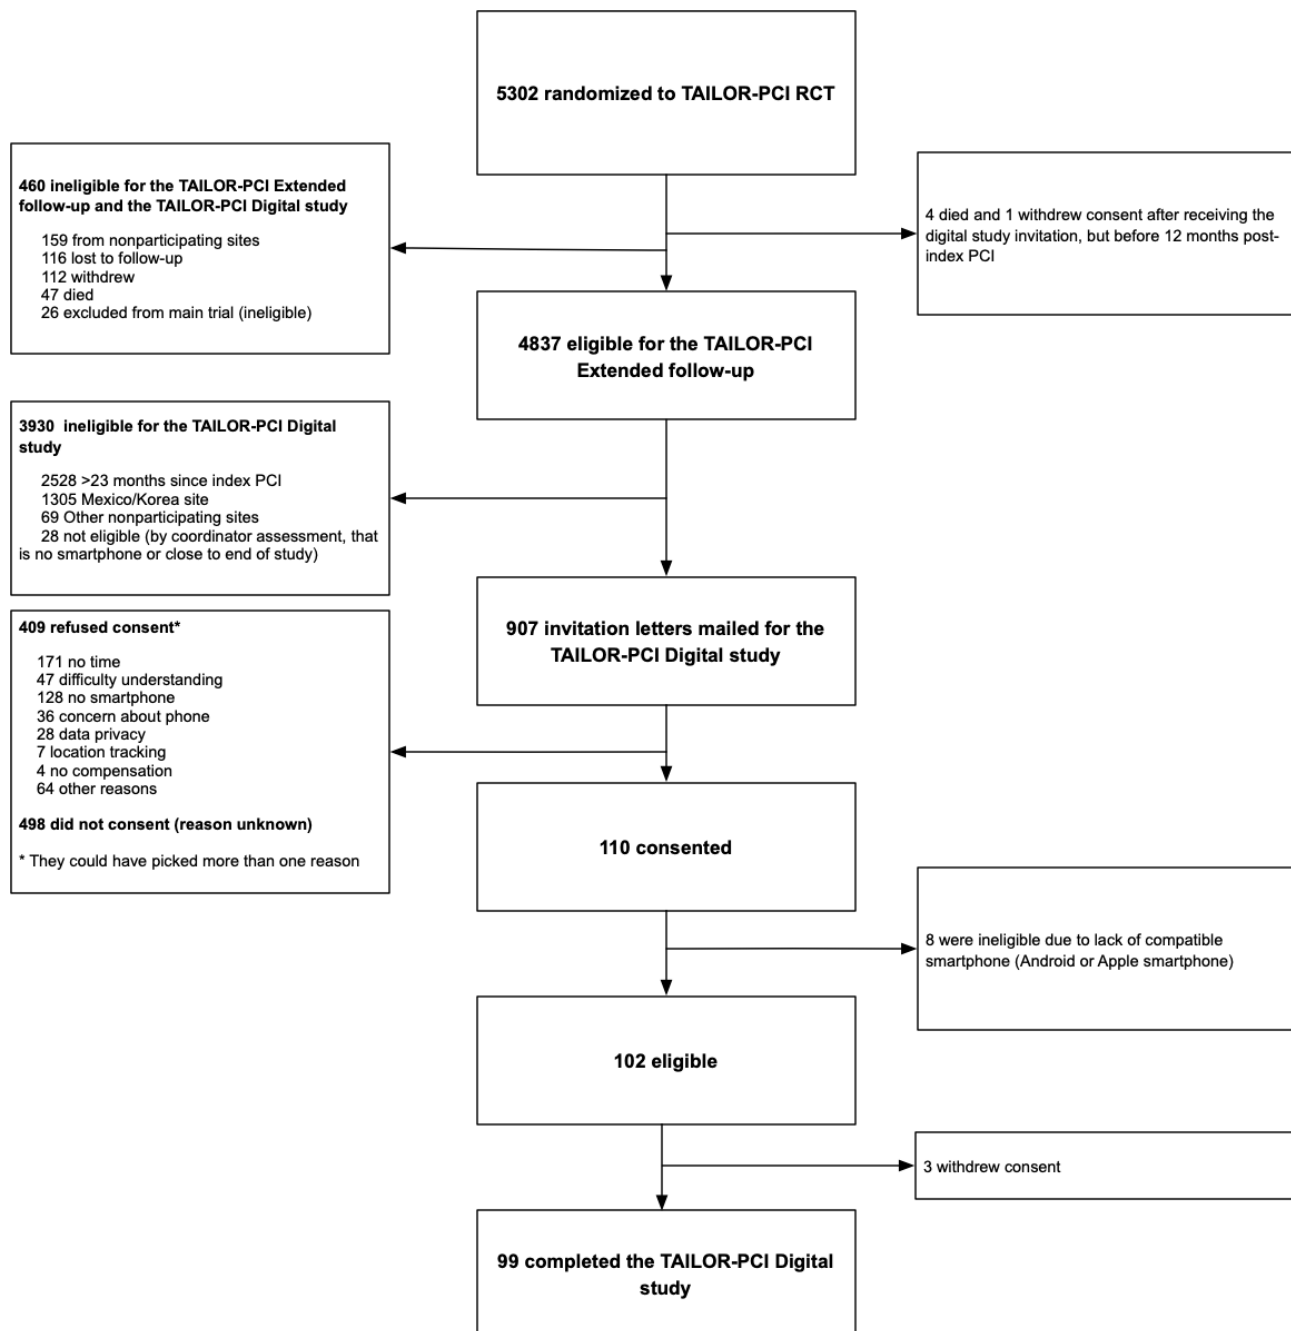 5302 randomized to TAILOR-PCI RCT
460 ineligible for the TAILOR-PCI Extended
follow-up and the TAILOR-PCI Digital study
159 from nonparticipating sites
116 lost to follow-up
112 withdrew
47 died
26 excluded from main trial (ineligible)
4 died and 1 withdrew consent after receiving the
digital study invitation, but before 12 months post-
index PCI
4837 eligible for the TAILOR-PCI
Extended follow-up
3930 ineligible for the TAILOR-PCI Digital
study
2528 >23 months since index PCI
1305 Mexico/Korea site
69 Other nonparticipating sites
28 not eligible (by coordinator assessment, that
is no smartphone or close to end of study)
907 invitation letters mailed for the
TAILOR-PCI Digital study
409 refused consent*
171 no time
47 difficulty understanding
128 no smartphone
36 concern about phone
28 data privacy
7 location tracking
4 no compensation
64 other reasons
498 did not consent (reason unknown)
* They could have picked more than one reason
110 consented
8 were ineligible due to lack of compatible
smartphone (Android or Apple smartphone)
102 eligible
3 withdrew consent
99 completed the TAILOR-PCI Digital
study